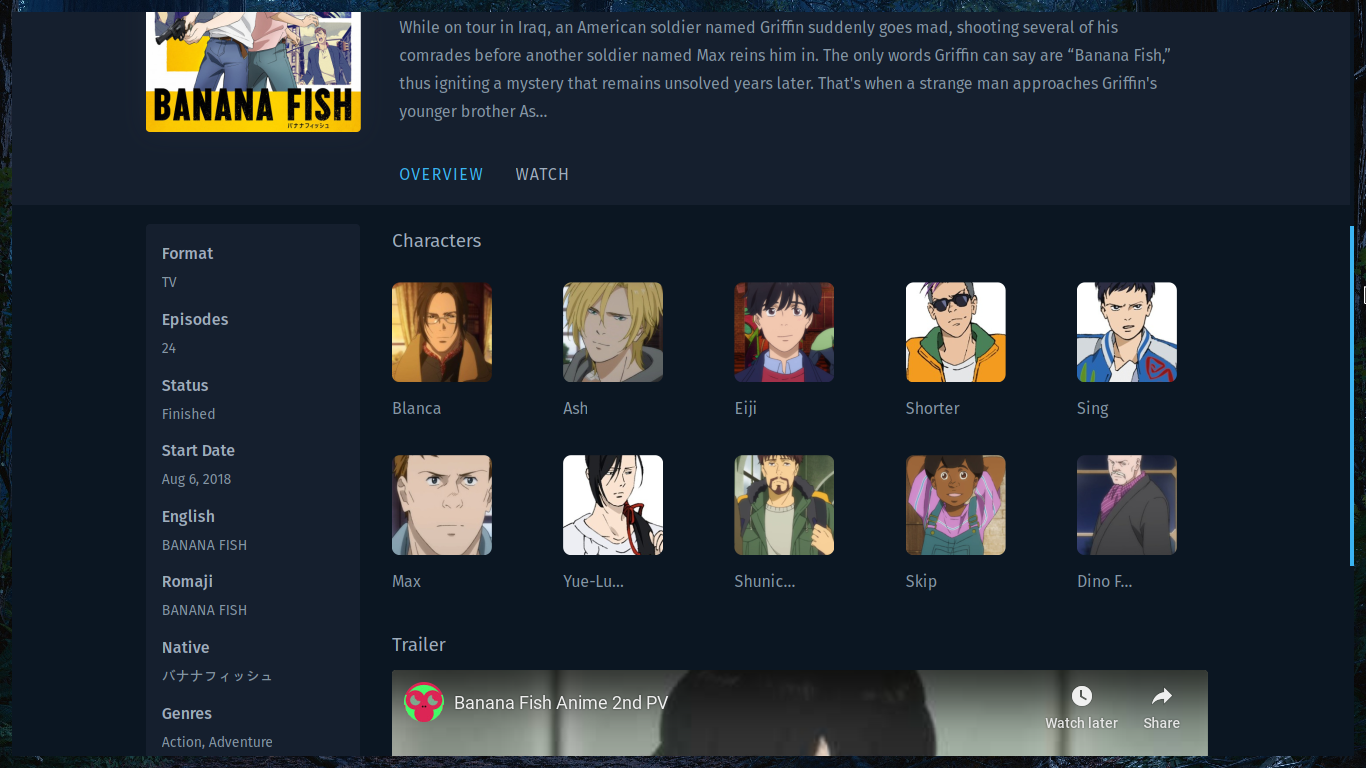 While on tour in Iraq, an American soldier named Griffin suddenly goes mad, shooting several of his
comrades before another soldier named Max reins him in. The only words Griffin can say are “Banana Fish,”
thus igniting a mystery that remains unsolved years later. That's when a strange man approaches Griffin's
younger brother As...
BANANA FISH
バナナフィッシュ
OVERVIEW
WATCH
Format
TV
Episodes
24
Status
Finished
Start Date
Aug 6, 2018
English
BANANA FISH
Romaji
BANANA FISH
Native
バナナフィッシュ
Genres
Action, Adventure
Characters
Blanca
Ash
Eiji
Shorter
Sing
Max
Yue-Lu...
Shunic...
Skip
Dino F...
Trailer
Banana Fish Anime 2nd PV
Watch later
Share